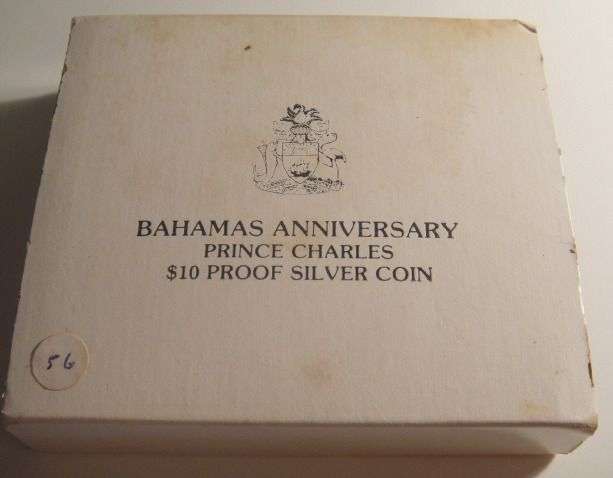 BAHAMAS ANNIVERSARY
PRINCE CHARLES
$10 PROOF SILVER COIN
56